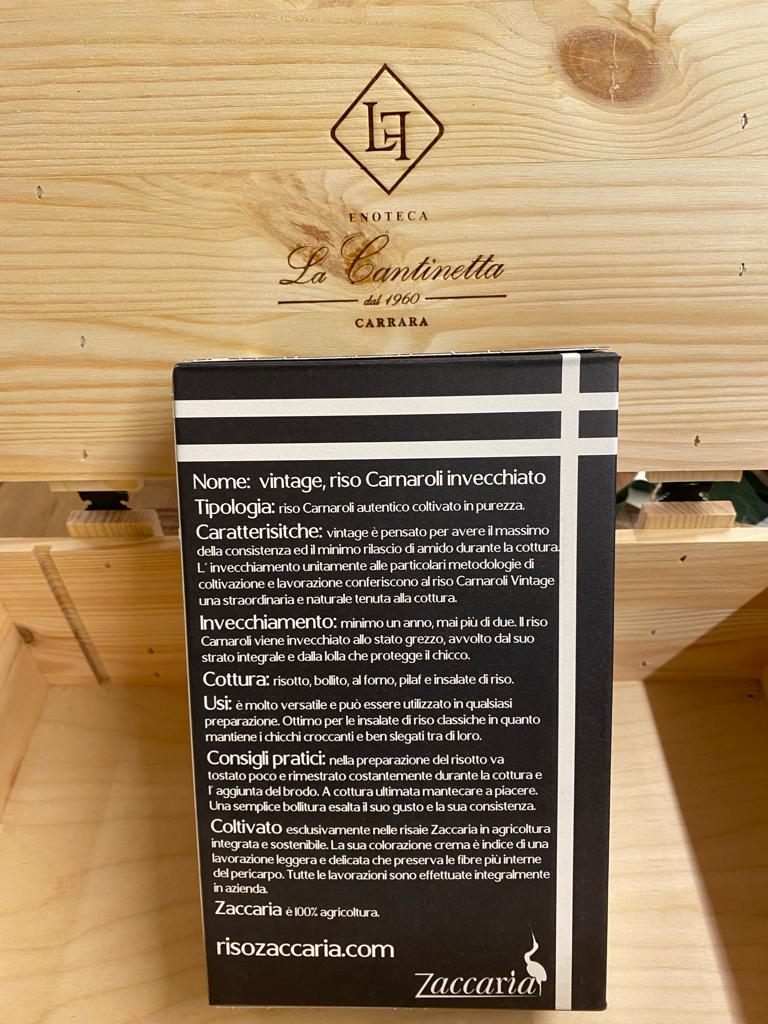 LF
ENOTECA
La Cantinetta
dal 1960
CARRARA
Nome: vintage, riso Carnaroli invecchiato
Tipologia: riso Carnaroli autentico coltivato in purezza.
Caratterisitche: vintage è pensato per avere il massimo
della consistenza ed il minimo rilascio di amido durante la cottura.
L' invecchiamento unitamente alle particolari metodologie di
coltivazione e lavorazione conferiscono al riso Carnaroli Vintage
una straordinaria e naturale tenuta alla cottura.
Invecchiamento: minimo un anno, mai più di due. Il riso
Carnaroli viene invecchiato allo stato grezzo, avvolto dal suo
strato integrale e dalla lolla che protegge il chicco.
Cottura: risotto, bollito, al forno, pilaf e insalate di riso.
Usi: è molto versatile e può essere utilizzato in qualsiasi
preparazione. Ottimo per le insalate di riso classiche in quanto
mantiene i chicchi croccanti e ben slegati tra di loro.
Consigli pratici: nella preparazione del risotto va
tostato poco e rimestrato costantemente durante la cottura e
l' aggiunta del brodo. A cottura ultimata mantecare a piacere.
Una semplice bollitura esalta il suo gusto e la sua consistenza.
Coltivato esclusivamente nelle risaie Zaccaria in agricoltura
integrata e sostenibile. La sua colorazione crema è indice di una
lavorazione leggera e delicata che preserva le fibre più interne
del pericarpo. Tutte le lavorazioni sono effettuate integralmente
in azienda.
Zaccaria è 100% agricoltura.
risozaccaria.com
Zaccaria